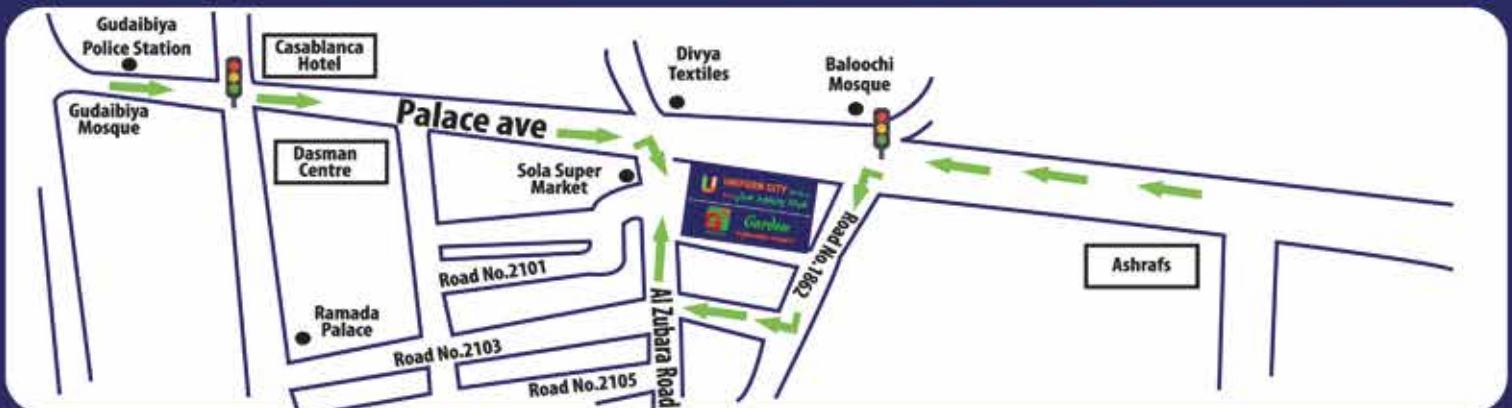 Gudaibiya
Police Station
Casablanca
Hotel
Divya
Textiles
Baloochi
Mosque
Gudaibiya
Mosque
Palace ave
Dasman
Centre
Sola Super
Market
UNIFORM CITY
Garden
Road No.1862
Ashrafs
Road No.2101
Ramada
Palace
Al Zubara Road
Road No.2103
Road No.2105